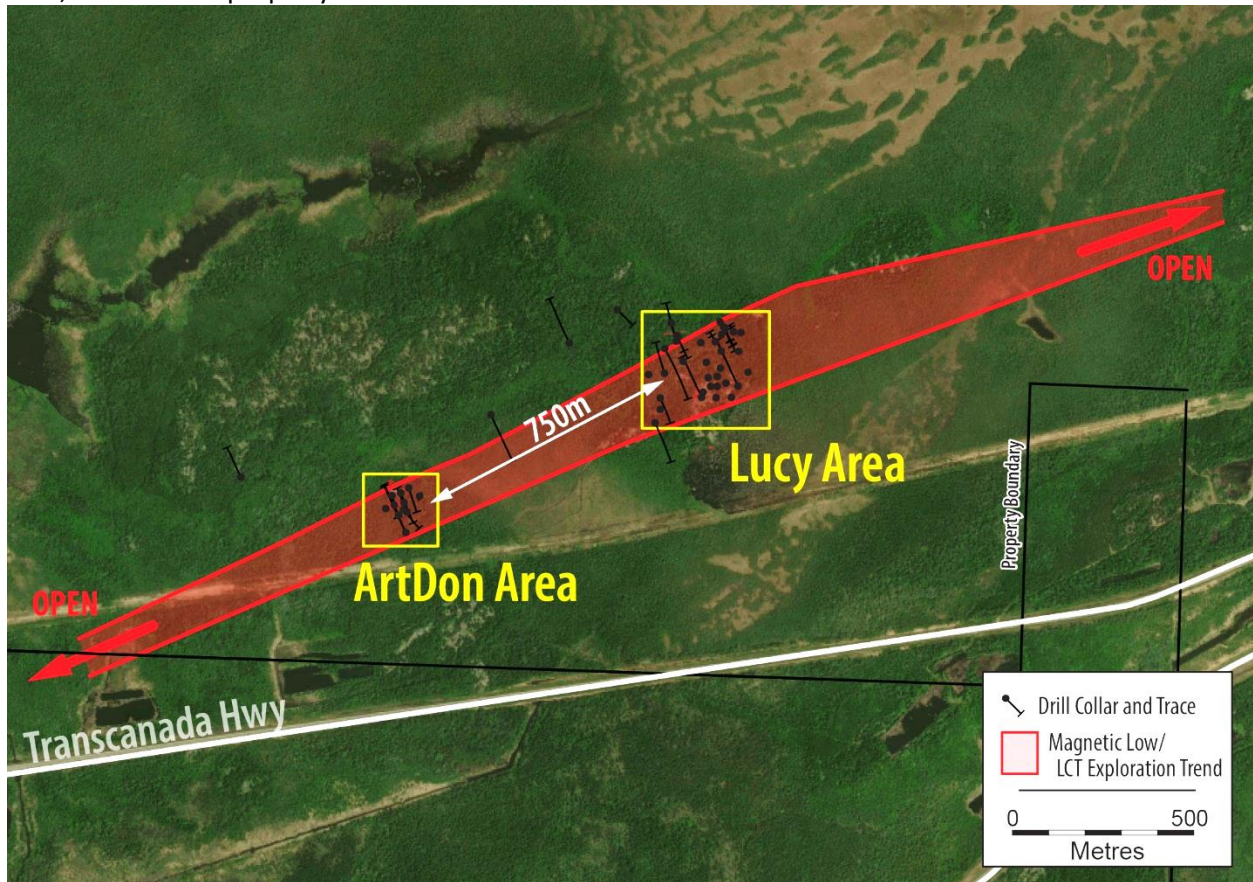 OPEN
750m
Lucy Area
ArtDon Area
OPEN
Property Boundary
Transcanada Hwy
Drill Collar and Trace
Magnetic Low/
LCT Exploration Trend
0 500
Metres